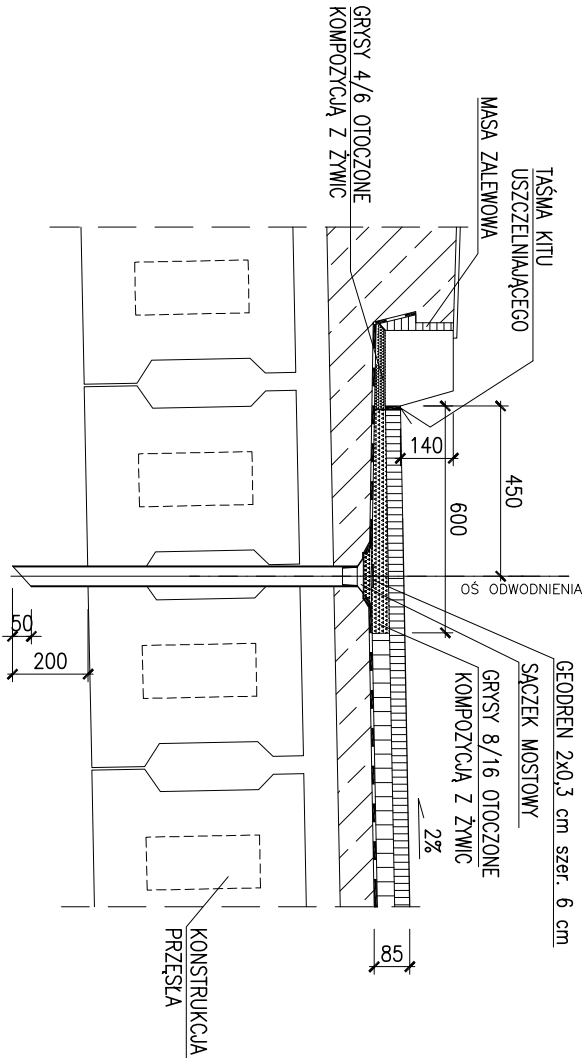 GRYSY 4/6 OTOCZONE
KOMPOZYCJĄ Z ŻYWIC
MASA ZALEWOWA
TAŚMA KITU
USZCZELNIAJĄCEGO
140
450
600
OŚ ODWODNIENIA
50
200
GEODREN 2x0,3 cm szer. 6 cm
SĄCZEK MOSTOWY
GRYSY 8/16 OTOCZONE
KOMPOZYCJĄ Z ŻYWIC
2%
85
KONSTRUKCJA
PRZĘSŁA